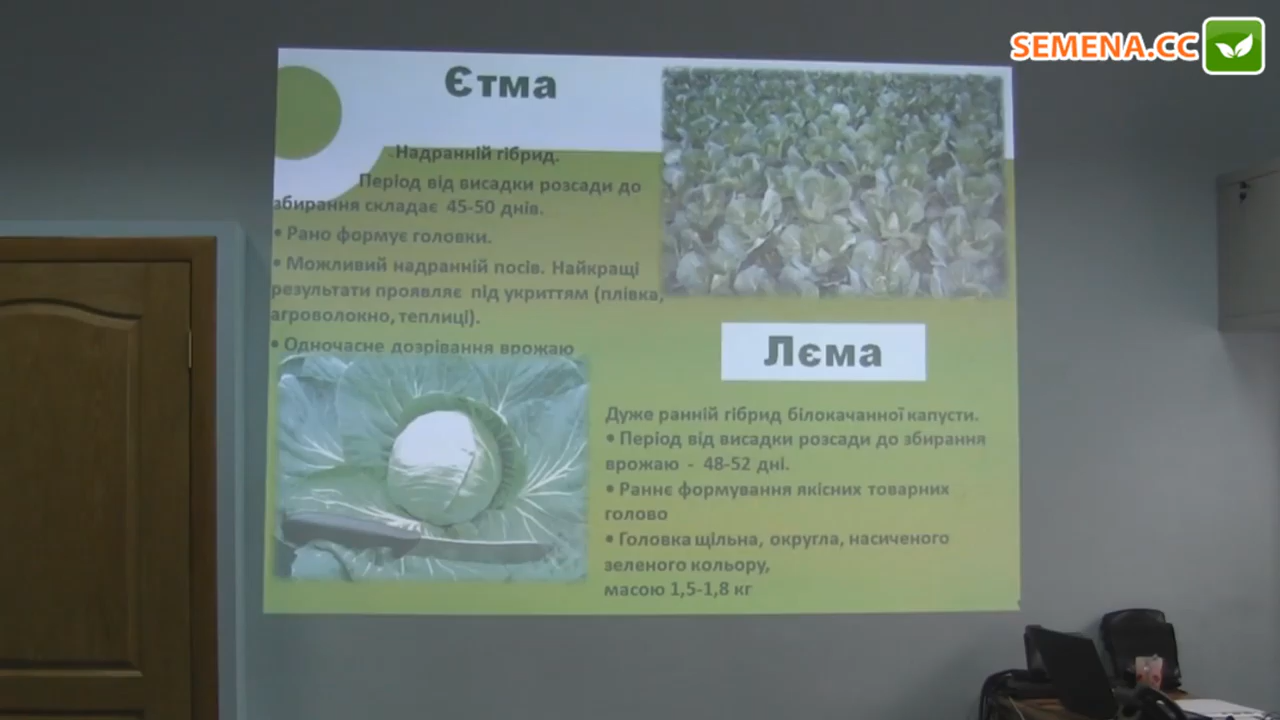 SEMENA.CC
Єтма
Надранній гібрид.
Період від висадки розсади до
збирання складає 45-50 днів.
• Рано формує головки.
• Можливий надранній посів. Найкращі
результати проявляє під укриттям (плівка,
агроволокно, теплиці).
• Одночасне дозрівання врожаю
Лєма
Дуже ранній гібрид білокачанної капусти.
• Період від висадки розсади до збирання
врожаю - 48-52 дні.
• Раннє формування якісних товарних
голово
• Головка щільна, округла, насиченого
зеленого кольору,
масою 1,5-1,8 кг